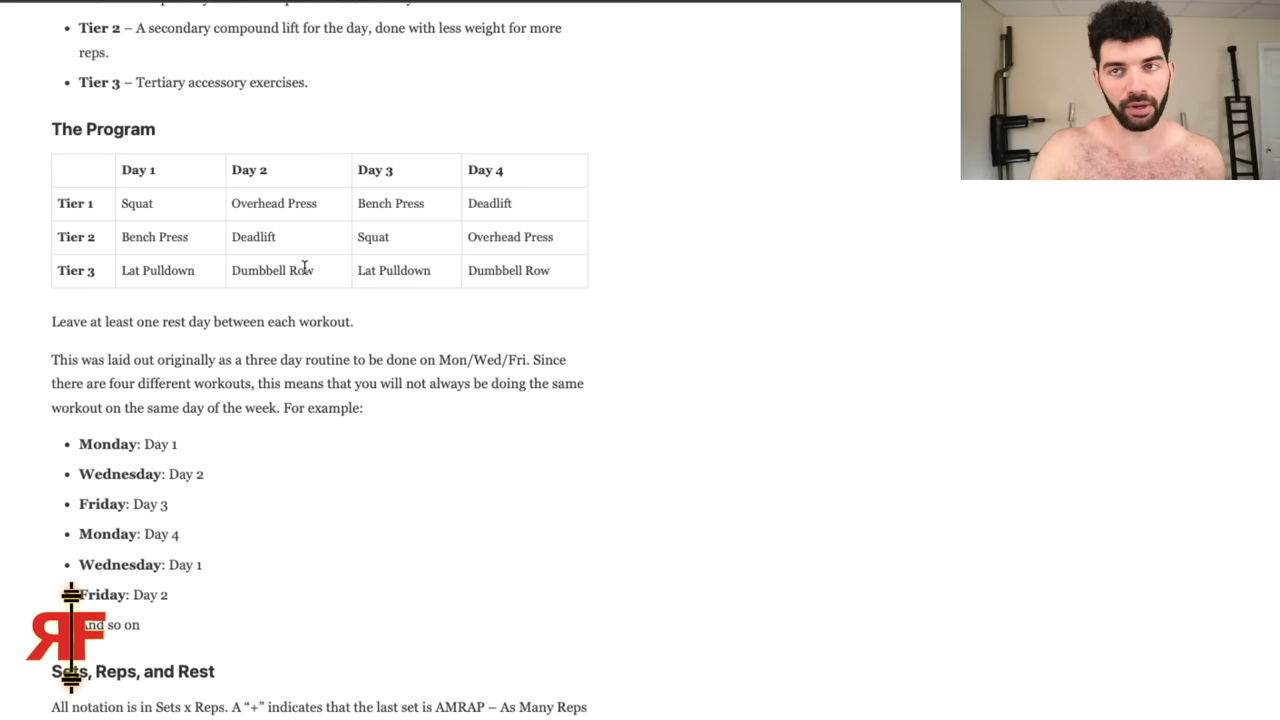 Tier 2 – A secondary compound lift for the day, done with less weight for more
reps.
Tier 3 – Tertiary accessory exercises.
The Program
Day 1 Day 2 Day 3 Day 4
Tier 1 Squat Overhead Press Bench Press Deadlift
Tier 2 Bench Press Deadlift Squat Overhead Press
Tier 3 Lat Pulldown Dumbbell Row Lat Pulldown Dumbbell Row
Leave at least one rest day between each workout.
This was laid out originally as a three day routine to be done on Mon/Wed/Fri. Since
there are four different workouts, this means that you will not always be doing the same
workout on the same day of the week. For example:
Monday: Day 1
Wednesday: Day 2
Friday: Day 3
Monday: Day 4
Wednesday: Day 1
Friday: Day 2
And so on
Sets, Reps, and Rest
All notation is in Sets x Reps. A “+” indicates that the last set is AMRAP – As Many Reps